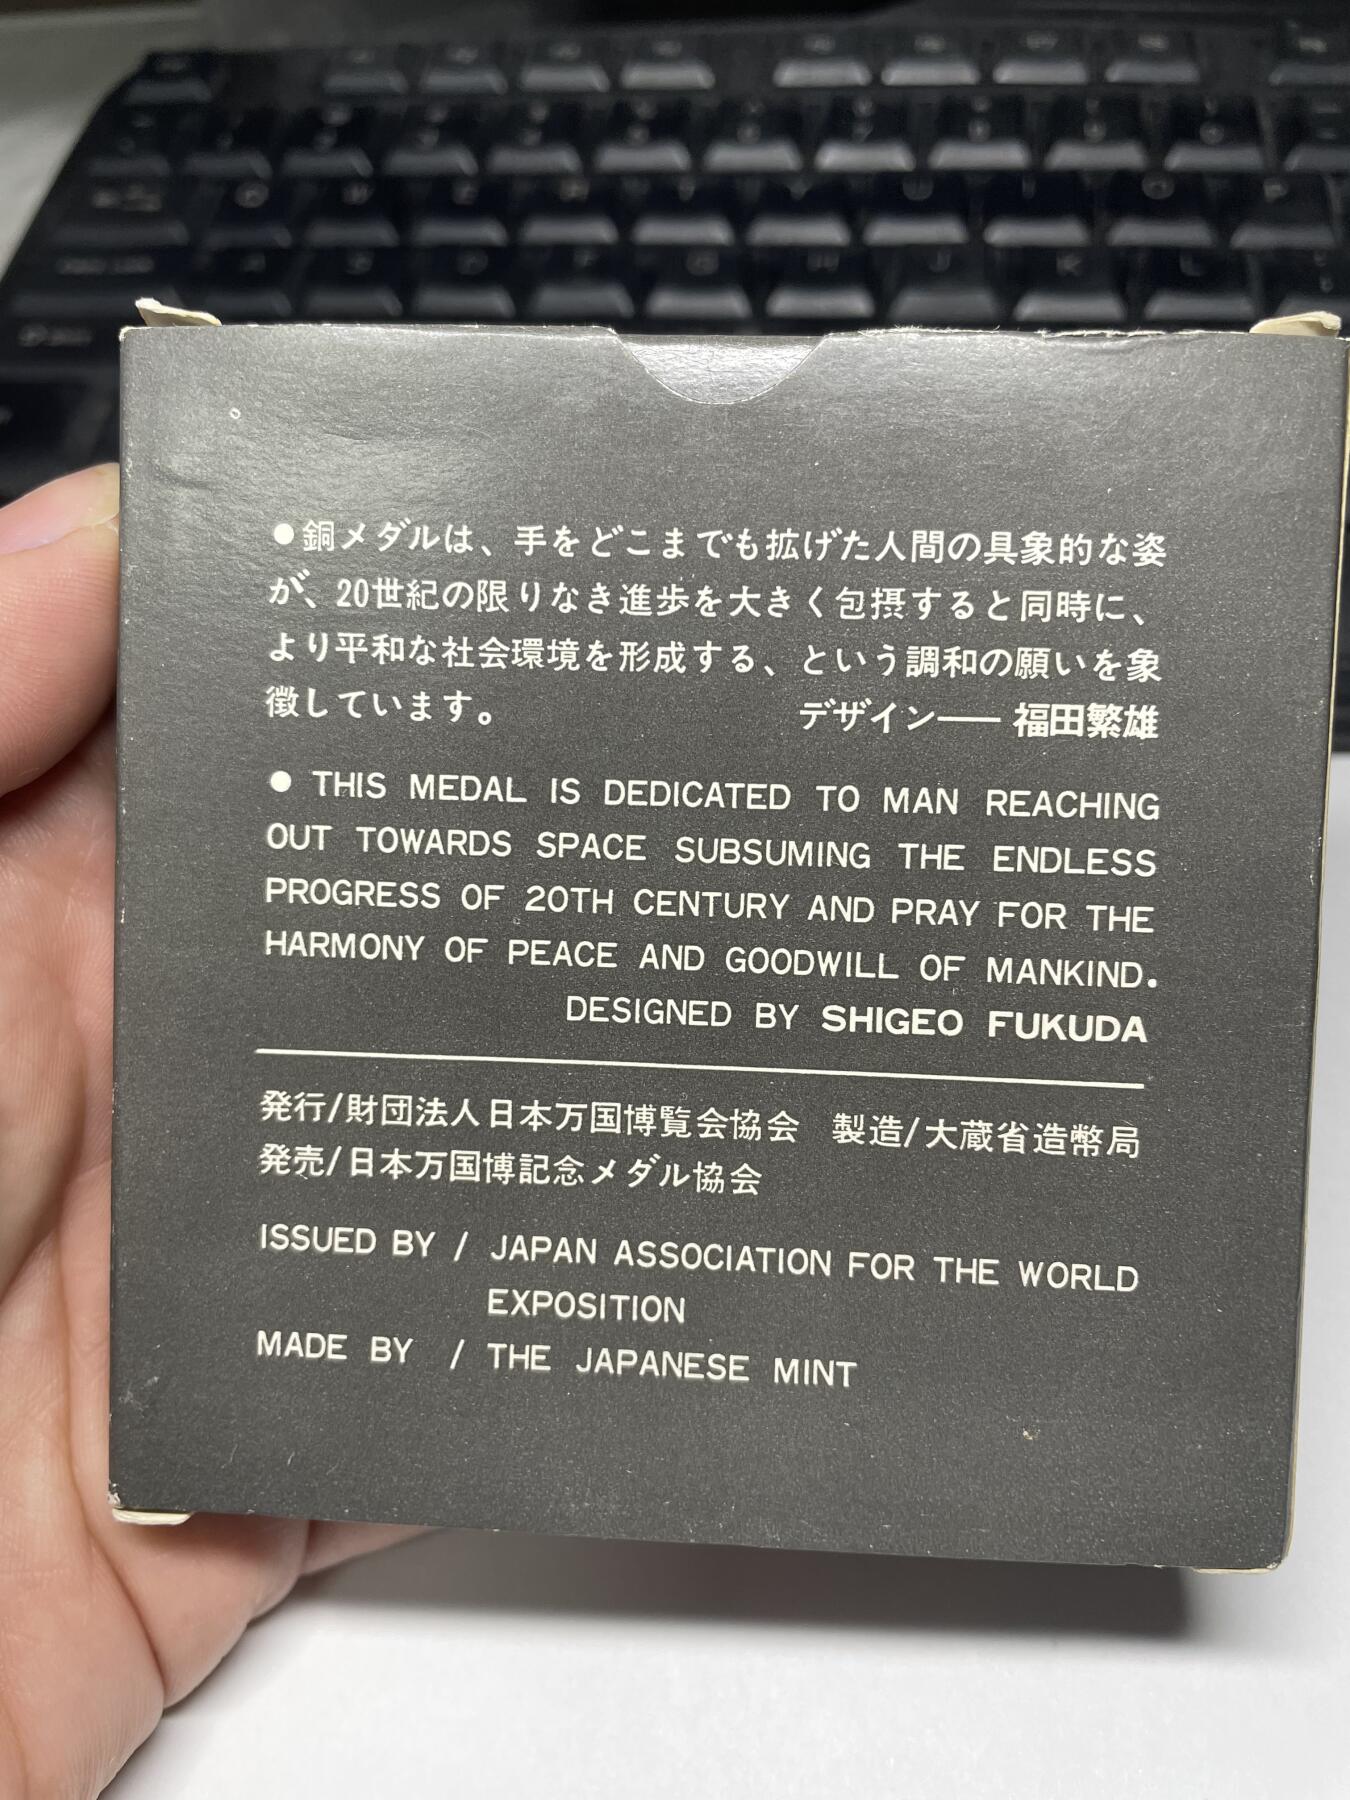 ●銅メダルは、手をどこまでも拡げた人間の具象的な姿
が、20世紀の限りなき進歩を大きく包摂すると同時に、
より平和な社会環境を形成する、という調和の願いを象
徴しています。 デザイン── 福田繁雄
● THIS MEDAL IS DEDICATED TO MAN REACHING
OUT TOWARDS SPACE SUBSUMING THE ENDLESS
PROGRESS OF 20TH CENTURY AND PRAY FOR THE
HARMONY OF PEACE AND GOODWILL OF MANKIND.
DESIGNED BY SHIGEO FUKUDA
発行/財団法人日本万国博覧会協会 製造/大蔵省造幣局
発売/日本万国博記念メダル協会
ISSUED BY / JAPAN ASSOCIATION FOR THE WORLD
EXPOSITION
MADE BY / THE JAPANESE MINT